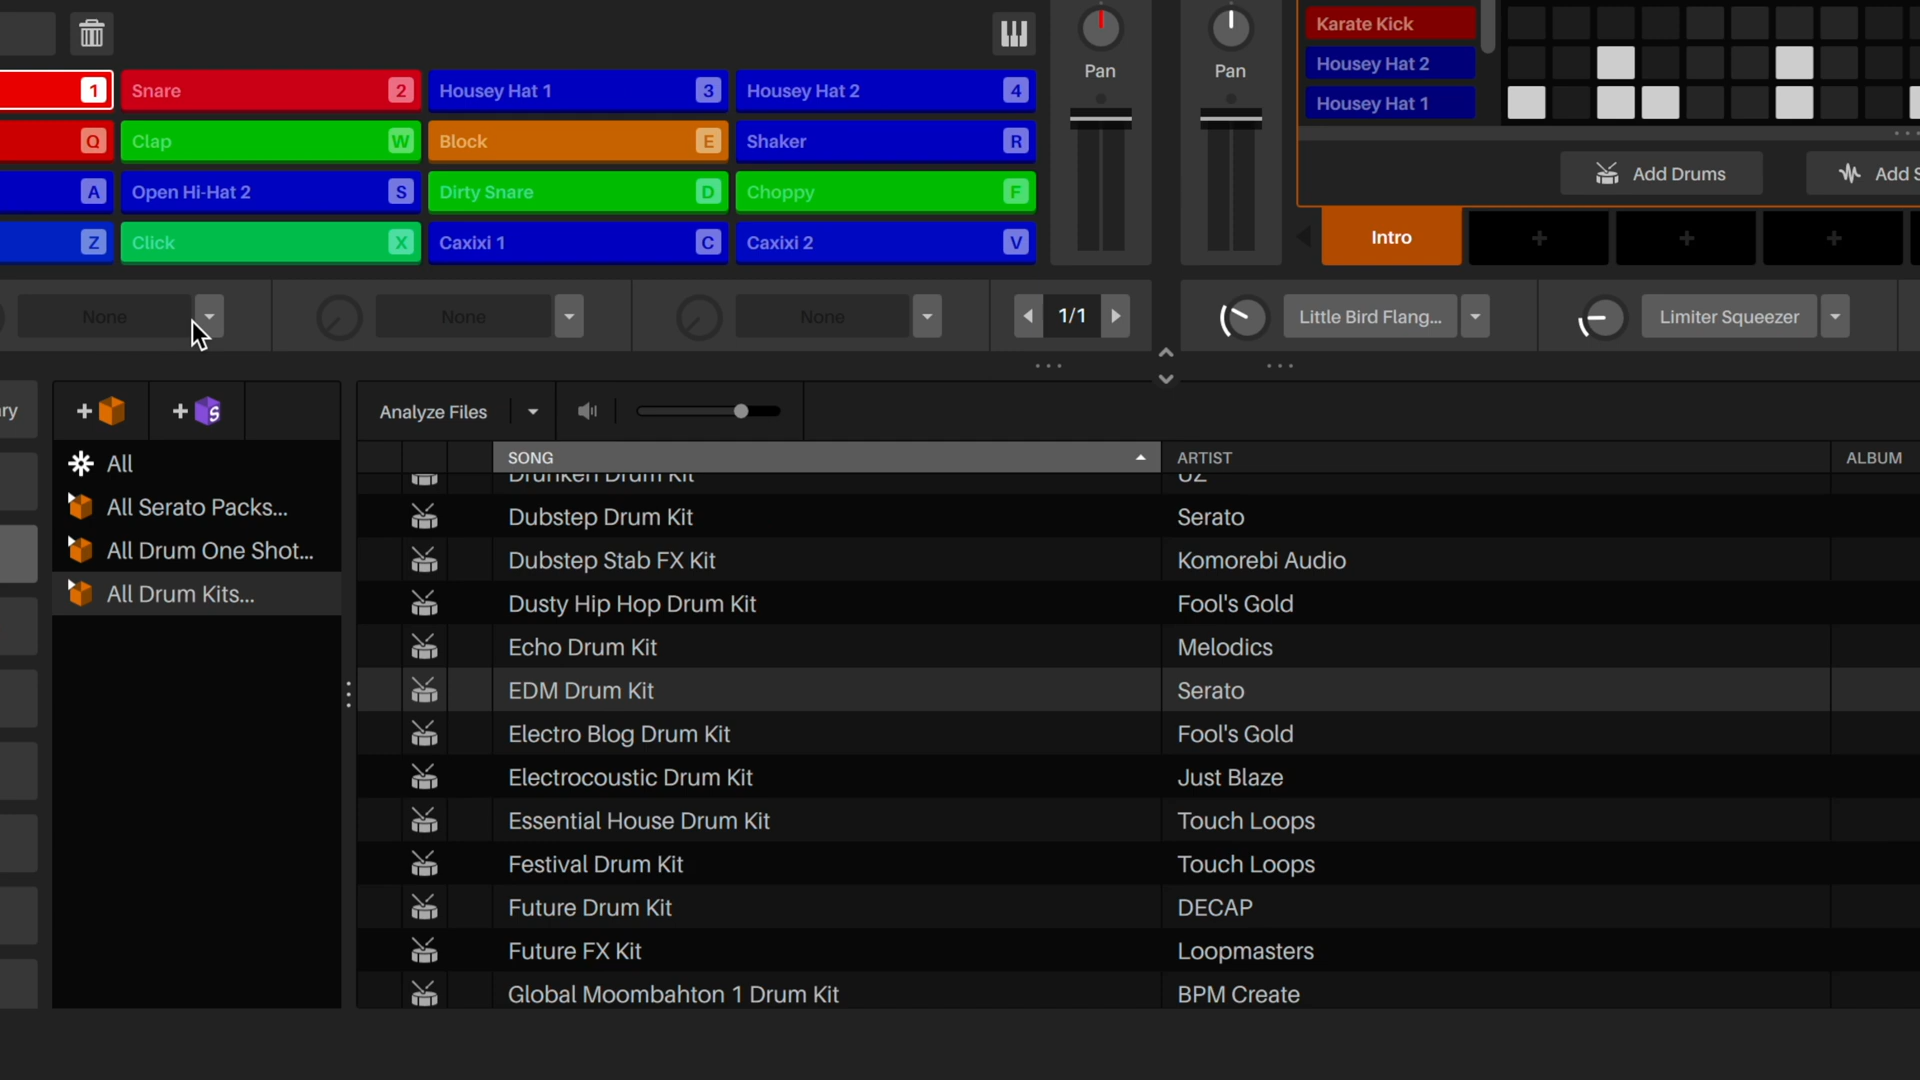 Karate Kick
1 Snare 2 Housey Hat 1 3 Housey Hat 2 4
Pan Pan
Housey Hat 2
Housey Hat 1
Q Clap W Block E Shaker R
A Open Hi-Hat 2 S Dirty Snare D Choppy F
Add Drums Add S
Z Click X Caxixi 1 C Caxixi 2 V
Intro + + +
None None None 1/1 Little Bird Flang... Limiter Squeezer
ry + + S Analyze Files
SONG ARTIST ALBUM
All
All Serato Packs...
All Drum One Shot...
All Drum Kits...
Drunken Drum Kit UZ
Dubstep Drum Kit Serato
Dubstep Stab FX Kit Komorebi Audio
Dusty Hip Hop Drum Kit Fool's Gold
Echo Drum Kit Melodics
EDM Drum Kit Serato
Electro Blog Drum Kit Fool's Gold
Electrocoustic Drum Kit Just Blaze
Essential House Drum Kit Touch Loops
Festival Drum Kit Touch Loops
Future Drum Kit DECAP
Future FX Kit Loopmasters
Global Moombahton 1 Drum Kit BPM Create